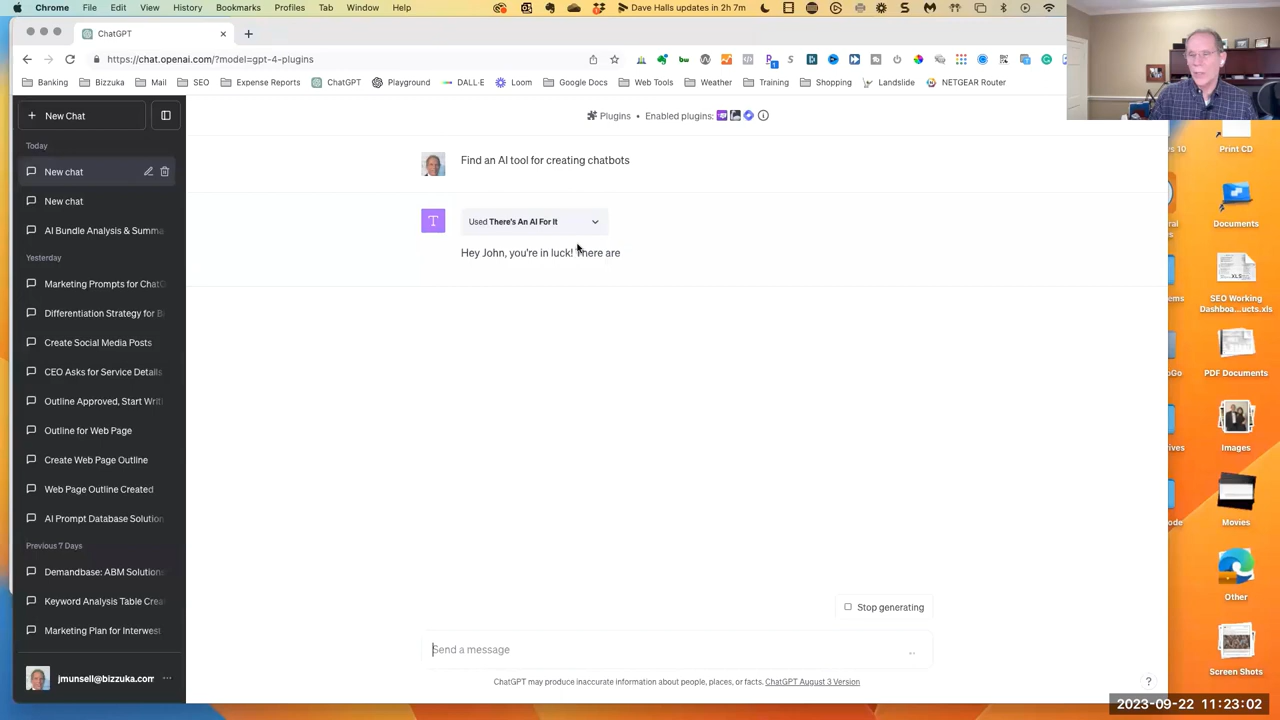 Chrome File Edit View History Bookmarks Profiles Tab Window Help Dave Halls updates in 2h 7m
ChatGPT
https://chat.openai.com/?model=gpt-4-plugins
Banking Bizzuka Mail SEO Expense Reports ChatGPT Playground DALL-E Loom Google Docs Web Tools Weather Training Shopping Landslide NETGEAR Router
New Chat
Plugins • Enabled plugins:
Today
New chat
New chat
AI Bundle Analysis & Summa
Yesterday
Marketing Prompts for ChatG
Differentiation Strategy for B
Create Social Media Posts
CEO Asks for Service Details
Outline Approved, Start Writ
Outline for Web Page
Create Web Page Outline
Web Page Outline Created
AI Prompt Database Solution
Previous 7 Days
Demandbase: ABM Solution
Keyword Analysis Table Crea
Marketing Plan for Interwest
jmunsell@bizzuka.com
Find an AI tool for creating chatbots
T
Used There's An AI For It
Hey John, you're in luck! There are
Stop generating
Send a message
ChatGPT may produce inaccurate information about people, places, or facts. ChatGPT August 3 Version
?
ws 10
Print CD
ral
Documents
ems
SEO Working
Dashboa...ucts.xls
oGo
PDF Documents
ives
Images
ode
Movies
Other
Screen Shots
2023-09-22 11:23:02